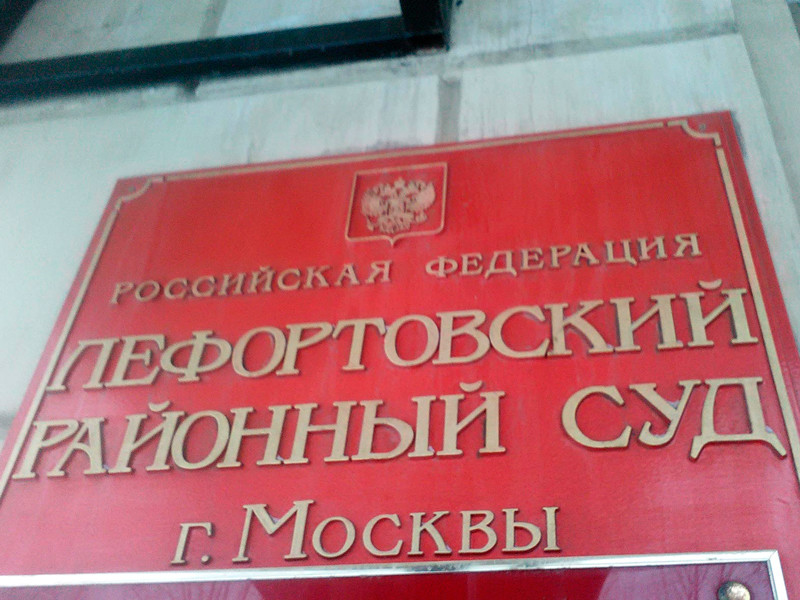 РОССИЙСКАЯ ФЕДЕРАЦИЯ
ЛЕФОРТОВСКИЙ
РАЙОННЫЙ СУД
г. МОСКВЫ